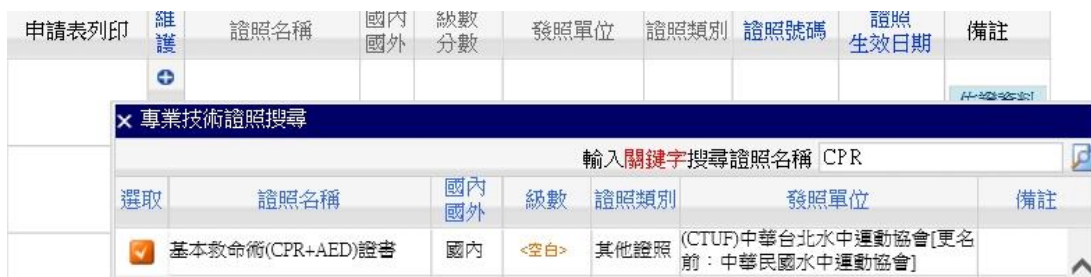 申請表列印 維護 證照名稱 國內國外 級數分數 發照單位 證照類別 證照號碼 證照生效日期 備註
專業技術證照搜尋
輸入關鍵字搜尋證照名稱 CPR
選取 證照名稱 國內國外 級數 證照類別 發照單位 備註
基本救命術(CPR+AED)證書 國內 <空白> 其他證照 (CTUF)中華台北水中運動協會[更名
前：中華民國水中運動協會]